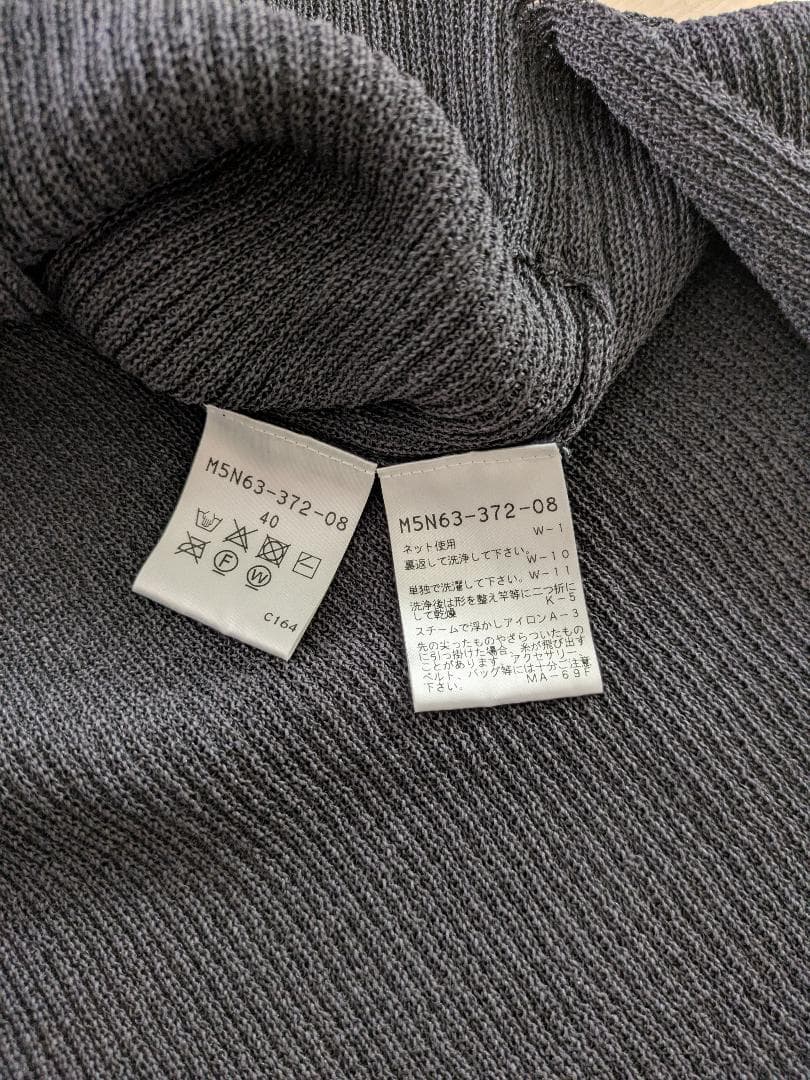 M5N63-372-08
40
F
W
C164
M5N63-372-08
W-1
ネット使用
裏返して洗浄して下さい。
W-10
単独で洗濯して下さい。W-11
洗浄後は形を整え竿等に二つ折に
して乾燥 K-5
スチームで浮かしアイロンA-3
先の尖ったものやざらついたもの
に引っ掛けた場合、糸が飛び出す
ことがあります。アクセサリー、
ベルト、バッグ等には十分ご注意
下さい。 MA-69F